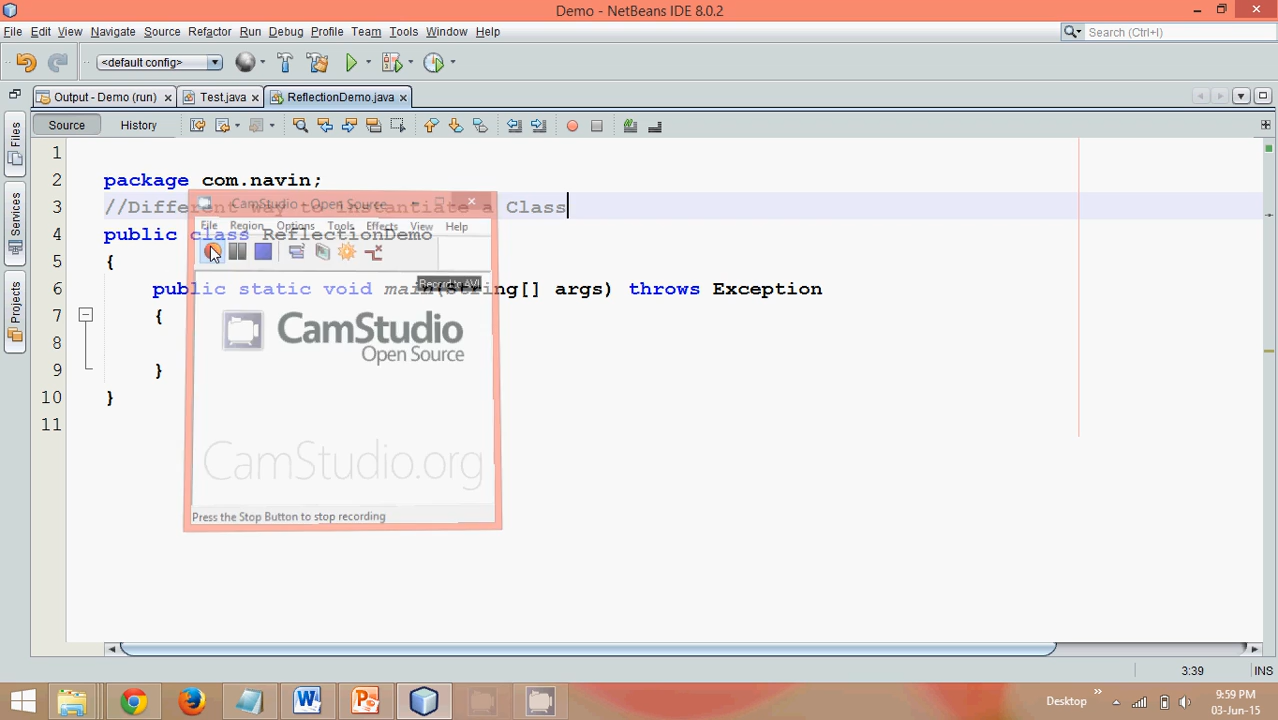 Demo - NetBeans IDE 8.0.2
File Edit View Navigate Source Refactor Run Debug Profile Team Tools Window Help
Search (Ctrl+I)
<default config>
Output - Demo (run) Test.java ReflectionDemo.java
Source History
Files
Services
Projects
1
2 package com.navin;
3 //Different way to instantiate a Class
4 public class ReflectionDemo
5 {
6 public static void main(String[] args) throws Exception
7 {
8
9 }
10 }
11
CamStudio - Open Source
File Region Options Tools Effects View Help
Record to AVI
CamStudio
Open Source
CamStudio.org
Press the Stop Button to stop recording
3:39 INS
Desktop
9:59 PM
03-Jun-15